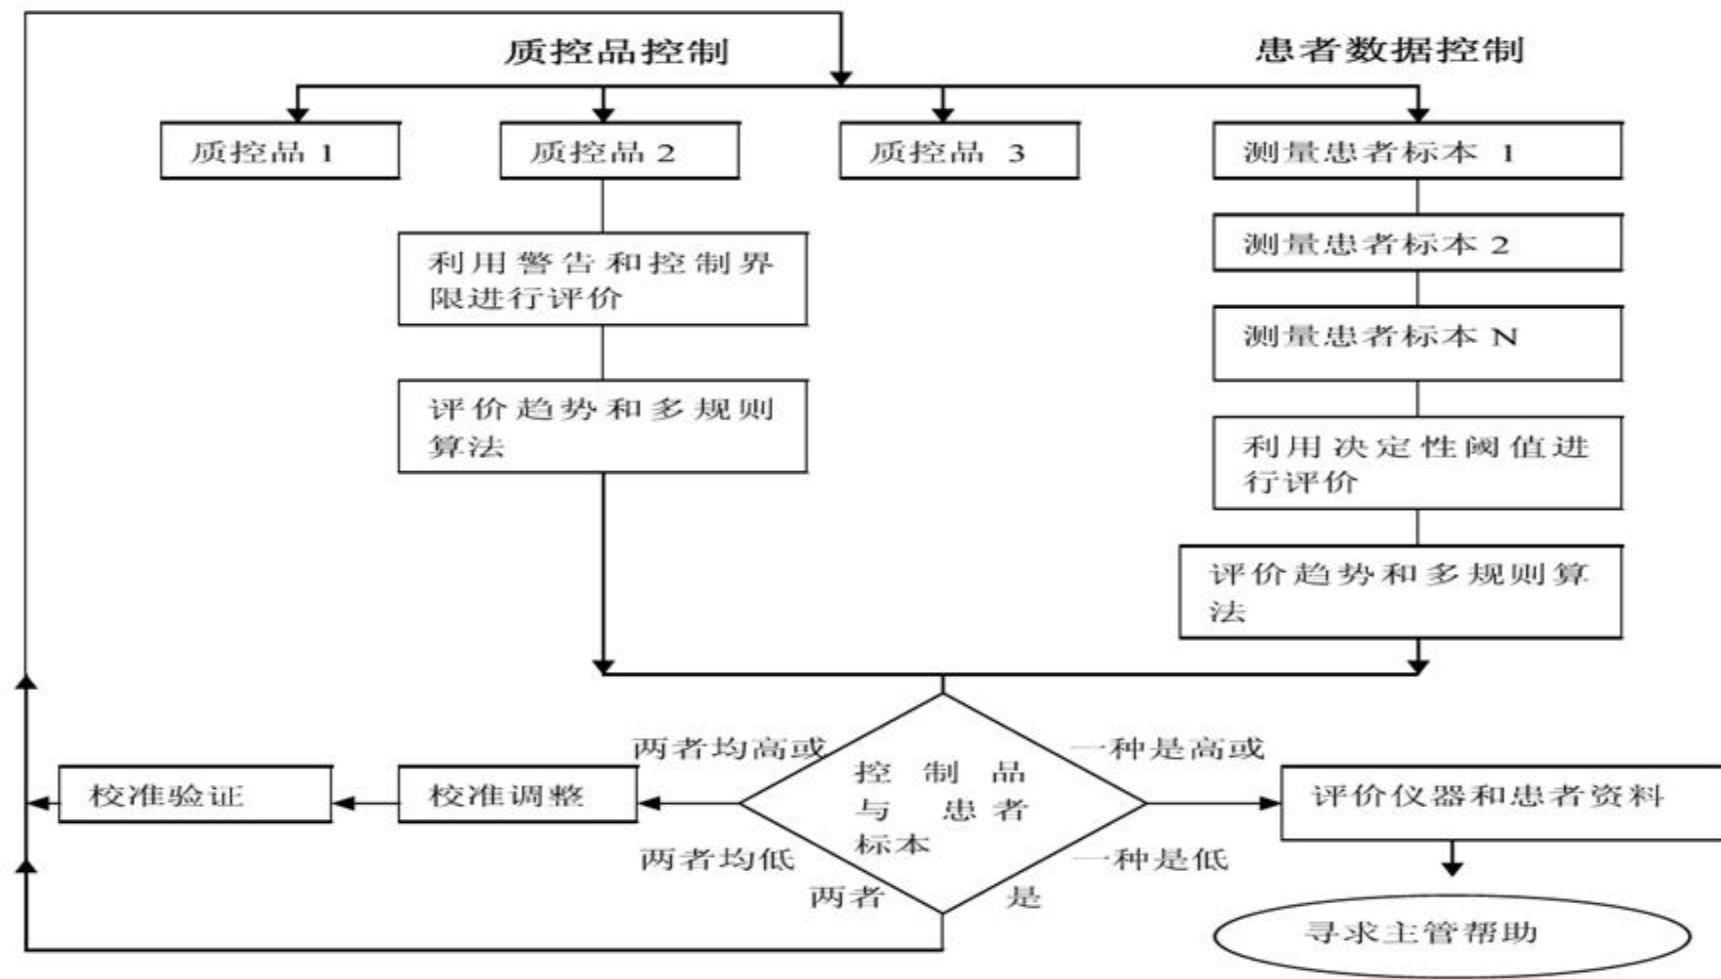 质控品控制
患者数据控制
质控品 1
质控品 2
质控品 3
测量患者标本 1
测量患者标本 2
测量患者标本 N
利用警告和控制界
限进行评价
评价趋势和多规则
算法
利用决定性阈值进
行评价
评价趋势和多规则算
法
两者均高或
一种是高或
控制品
与患者
标本
校准验证
校准调整
评价仪器和患者资料
两者均低
一种是低
两者
是
寻求主管帮助